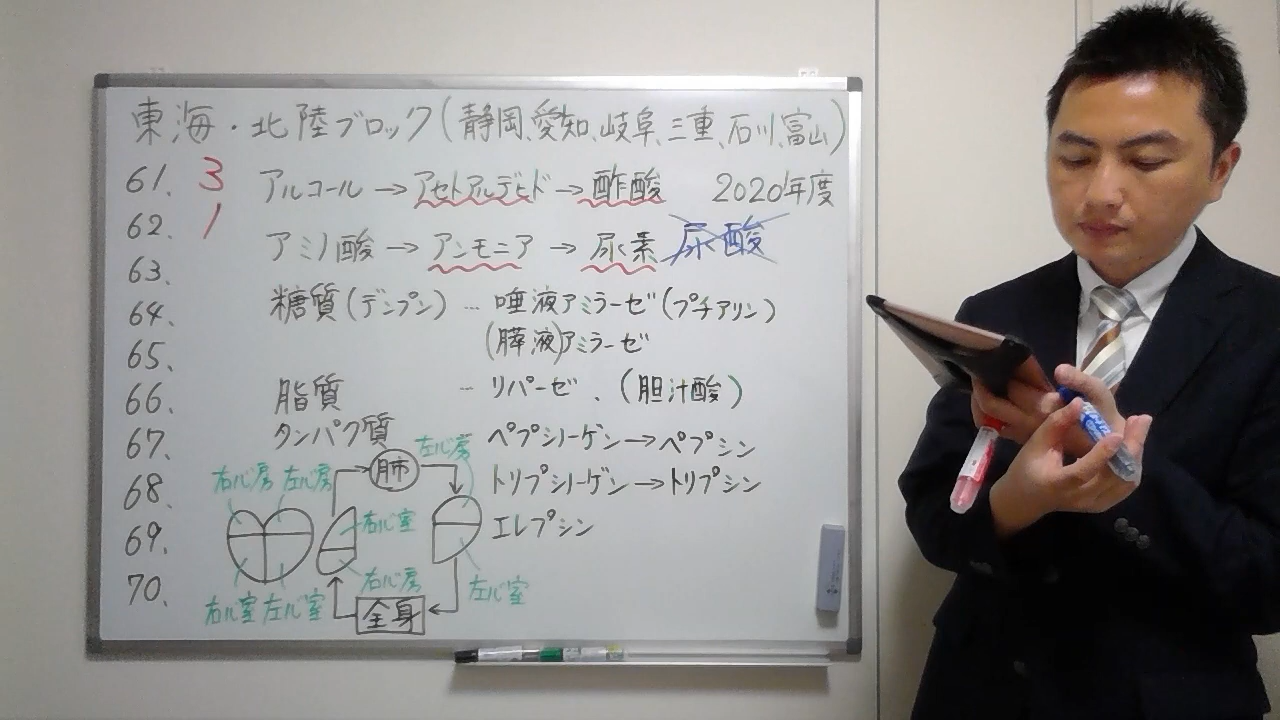 東海・北陸ブロック(静岡、愛知、岐阜、三重、石川、富山)
61. 3 アルコール→アセトアルデヒド→酢酸 2020年度
62. 1
アミノ酸→アンモニア→尿素 尿酸
63.
糖質(デンプン)…唾液アミラーゼ(プチアリン)
64.
(膵液)アミラーゼ
65.
66. 脂質 …リパーゼ、(胆汁酸)
タンパク質 ペプシノーゲン→ペプシン
67.
トリプシノーゲン→トリプシン
68.
エレプシン
69.
70.
右心房 左心房
右心室 左心室
肺
左心房
右心室
右心房
左心室
全身